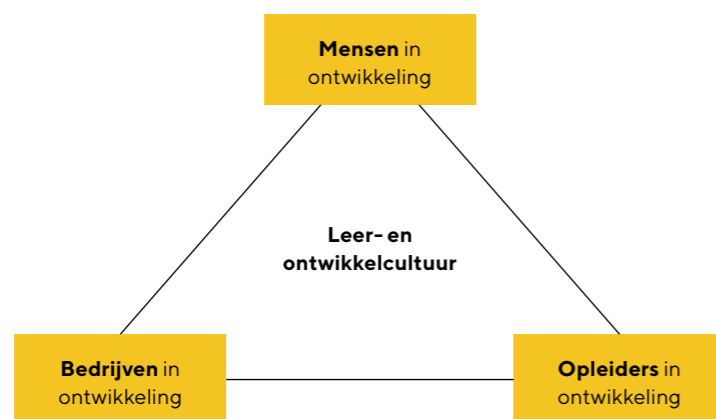 Mensen in
ontwikkeling
Leer- en
ontwikkelcultuur
Bedrijven in
ontwikkeling
Opleiders in
ontwikkeling